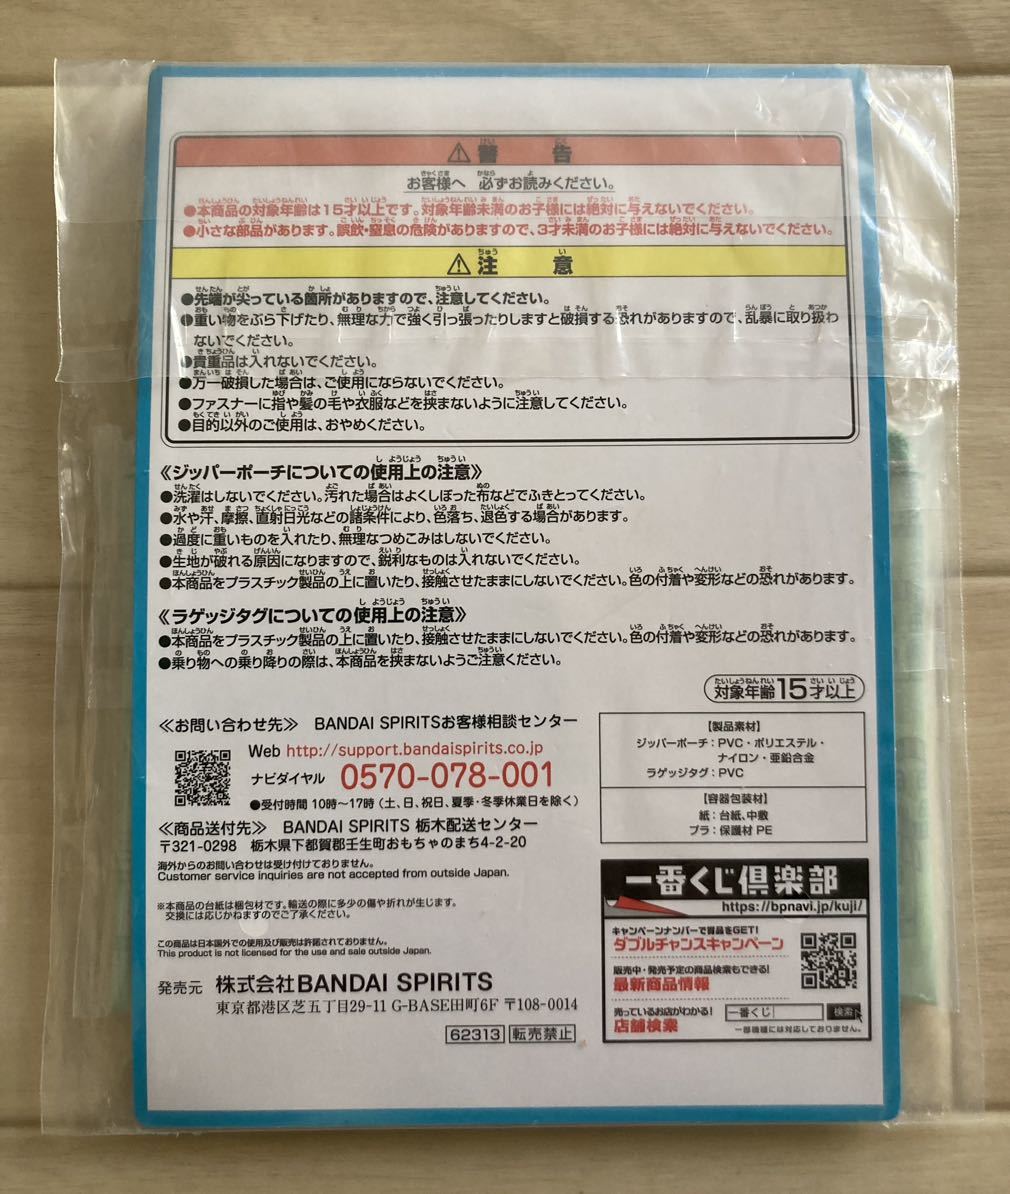 ⚠警告
お客様へ 必ずお読みください。
●本商品の対象年齢は15才以上です。対象年齢未満のお子様には絶対に与えないでください。
●小さな部品があります。誤飲・窒息の危険がありますので、3才未満のお子様には絶対に与えないでください。
⚠注意
●先端が尖っている箇所がありますので、注意してください。
●重い物をぶら下げたり、無理な力で強く引っ張ったりしますと破損する恐れがありますので、乱暴に取り扱わ
ないでください。
●貴重品は入れないでください。
●万一破損した場合は、ご使用にならないでください。
●ファスナーに指や髪の毛や衣服などを挟まないように注意してください。
●目的以外のご使用は、おやめください。
《ジッパーポーチについての使用上の注意》
●洗濯はしないでください。汚れた場合はよくしぼった布などでふきとってください。
●水や汗、摩擦、直射日光などの諸条件により、色落ち、退色する場合があります。
●過度に重いものを入れたり、無理なつめこみはしないでください。
●生地が破れる原因になりますので、鋭利なものは入れないでください。
●本商品をプラスチック製品の上に置いたり、接触させたままにしないでください。色の付着や変形などの恐れがあります。
《ラゲッジタグについての使用上の注意》
●本商品をプラスチック製品の上に置いたり、接触させたままにしないでください。色の付着や変形などの恐れがあります。
●乗り物への乗り降りの際は、本商品を挟まないようご注意ください。
対象年齢15才以上
≪お問い合わせ先≫ BANDAI SPIRITSお客様相談センター
Web http://support.bandaispirits.co.jp
ナビダイヤル 0570-078-001
●受付時間 10時〜17時(土、日、祝日、夏季・冬季休業日を除く)
≪商品送付先≫ BANDAI SPIRITS 栃木配送センター
〒321-0298 栃木県下都賀郡壬生町おもちゃのまち4-2-20
海外からのお問い合わせは受け付けておりません。
Customer service inquiries are not accepted from outside Japan.
※本商品の台紙は梱包材です。輸送の際に多少の傷や折れが生じます。
交換には応じかねますのでご了承ください。
この商品は日本国外での使用及び販売は許諾されておりません。
This product is not licensed for the use and sale outside Japan.
発売元 株式会社BANDAI SPIRITS
東京都港区芝五丁目29-11 G-BASE田町6F 〒108-0014
62313 転売禁止
【製品素材】
ジッパーポーチ：PVC・ポリエステル・
ナイロン・亜鉛合金
ラゲッジタグ：PVC
【容器包装材】
紙：台紙、中敷
プラ：保護材 PE
一番くじ倶楽部
https://bpnavi.jp/kuji/
キャンペーンナンバーで賞品をGET!
ダブルチャンスキャンペーン
販売中・発売予定の商品検索もできる!
最新商品情報
売っているお店がわかる!
店舗検索
一番くじ 検索
一部機種には対応しておりません。